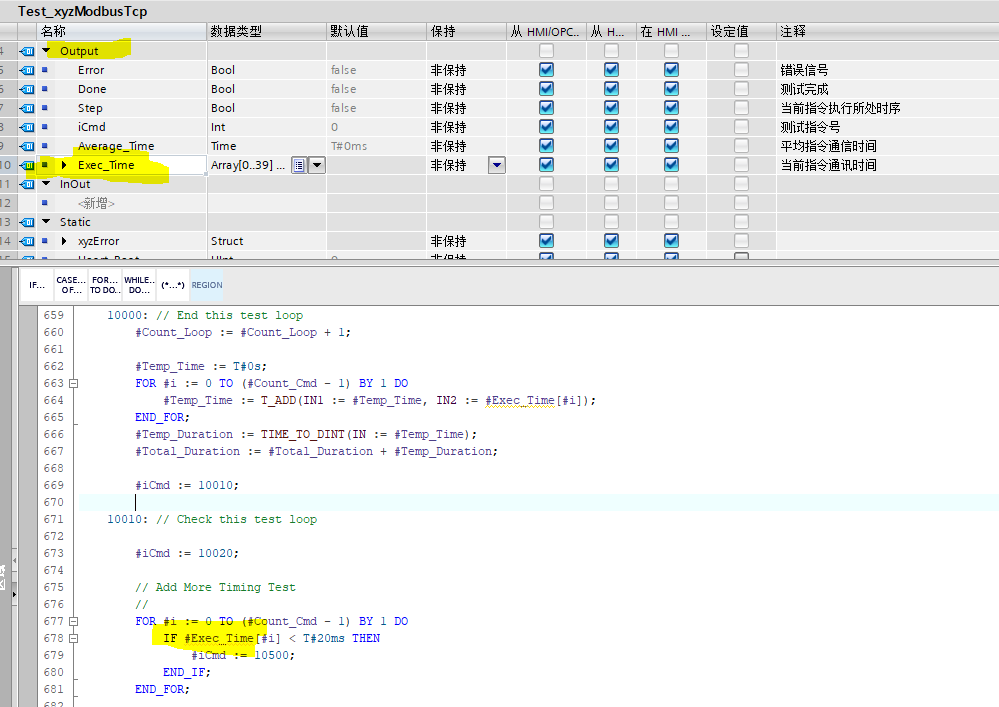 Test_xyzModbusTcp
名称 数据类型 默认值 保持 从 HMI/OPC... 从 H... 在 HMI ... 设定值 注释
4 Output
5 Error Bool false 非保持 错误信号
6 Done Bool false 非保持 测试完成
7 Step Bool false 非保持 当前指令执行所处时序
8 iCmd Int 0 非保持 测试指令号
9 Average_Time Time T#0ms 非保持 平均指令通信时间
10 Exec_Time Array[0..39] ... 非保持 当前指令通讯时间
11 InOut
12 <新增>
13 Static
14 xyzError Struct 非保持
IF... CASE... OF... FOR... TO DO... WHILE... DO... (*...*) REGION
659 10000: // End this test loop
660 #Count_Loop := #Count_Loop + 1;
661
662 #Temp_Time := T#0s;
663 FOR #i := 0 TO (#Count_Cmd - 1) BY 1 DO
664 #Temp_Time := T_ADD(IN1 := #Temp_Time, IN2 := #Exec_Time[#i]);
665 END_FOR;
666 #Temp_Duration := TIME_TO_DINT(IN := #Temp_Time);
667 #Total_Duration := #Total_Duration + #Temp_Duration;
668
669 #iCmd := 10010;
670
671 10010: // Check this test loop
672
673 #iCmd := 10020;
674
675 // Add More Timing Test
676 //
677 FOR #i := 0 TO (#Count_Cmd - 1) BY 1 DO
678 IF #Exec_Time[#i] < T#20ms THEN
679 #iCmd := 10500;
680 END_IF;
681 END_FOR;
682